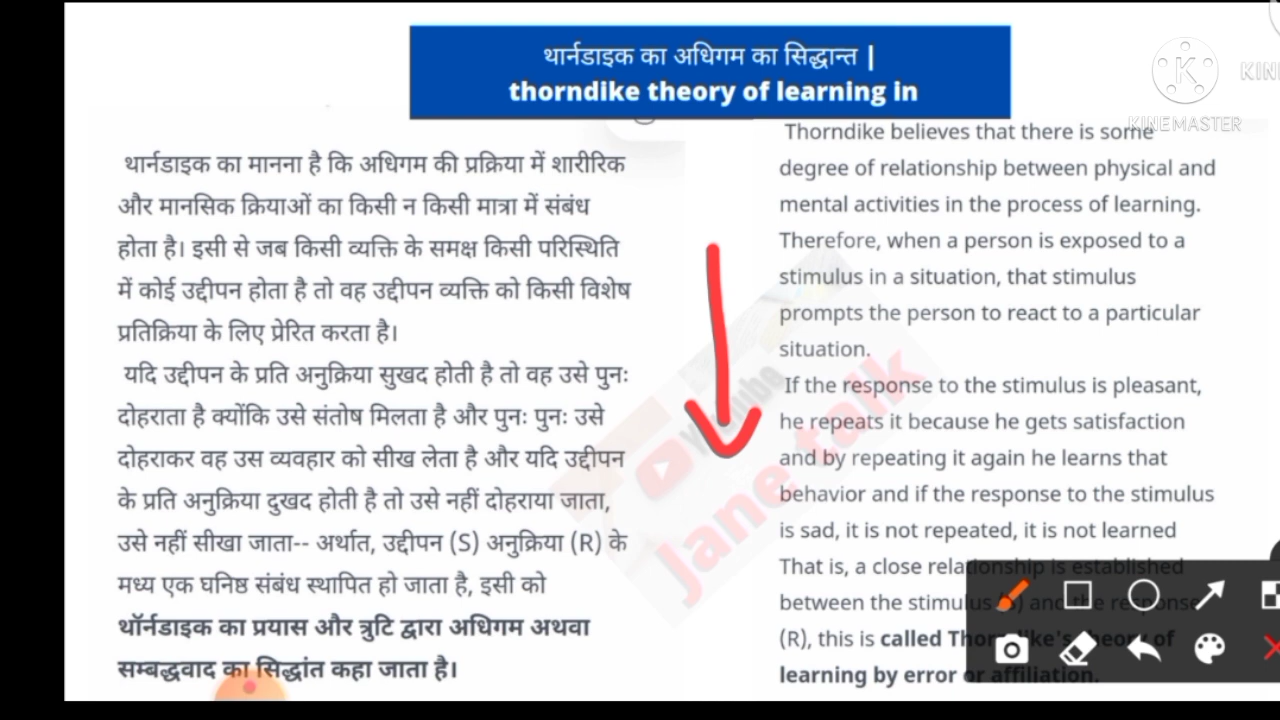 थार्नडाइक का अधिगम का सिद्धान्त |
thorndike theory of learning in
KINE
KINEMASTER
थार्नडाइक का मानना है कि अधिगम की प्रक्रिया में शारीरिक
और मानसिक क्रियाओं का किसी न किसी मात्रा में संबंध
होता है। इसी से जब किसी व्यक्ति के समक्ष किसी परिस्थिति
में कोई उद्दीपन होता है तो वह उद्दीपन व्यक्ति को किसी विशेष
प्रतिक्रिया के लिए प्रेरित करता है।
यदि उद्दीपन के प्रति अनुक्रिया सुखद होती है तो वह उसे पुनः
दोहराता है क्योंकि उसे संतोष मिलता है और पुनः पुनः उसे
दोहराकर वह उस व्यवहार को सीख लेता है और यदि उद्दीपन
के प्रति अनुक्रिया दुखद होती है तो उसे नहीं दोहराया जाता,
उसे नहीं सीखा जाता-- अर्थात, उद्दीपन (S) अनुक्रिया (R) के
मध्य एक घनिष्ठ संबंध स्थापित हो जाता है, इसी को
थॉर्नडाइक का प्रयास और त्रुटि द्वारा अधिगम अथवा
सम्बद्धवाद का सिद्धांत कहा जाता है।
Thorndike believes that there is some
degree of relationship between physical and
mental activities in the process of learning.
Therefore, when a person is exposed to a
stimulus in a situation, that stimulus
prompts the person to react to a particular
situation.
If the response to the stimulus is pleasant,
he repeats it because he gets satisfaction
and by repeating it again he learns that
behavior and if the response to the stimulus
is sad, it is not repeated, it is not learned
That is, a close relationship is established
between the stimulus (S) and the response
(R), this is called Thorndike's theory of
learning by error or affiliation.
Youtube
Jane talk